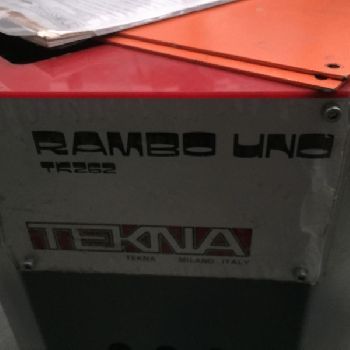 RAMBO UNO
TK262
TEKNA
TEKNA MILANO ITALY